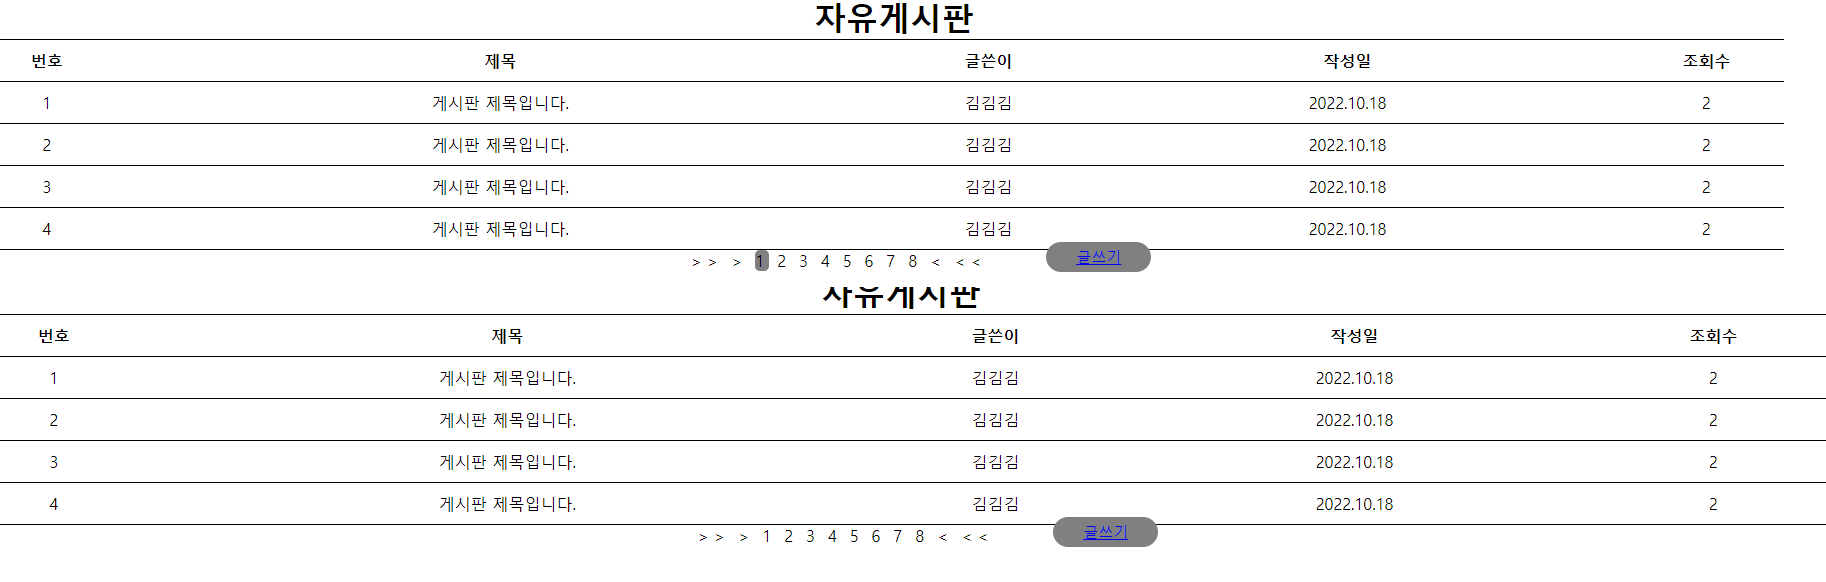 자유게시판
번호 제목 글쓴이 작성일 조회수
1 게시판 제목입니다. 김김김 2022.10.18 2
2 게시판 제목입니다. 김김김 2022.10.18 2
3 게시판 제목입니다. 김김김 2022.10.18 2
4 게시판 제목입니다. 김김김 2022.10.18 2
> > > 1 2 3 4 5 6 7 8 < < < 글쓰기
자유게시판
번호 제목 글쓴이 작성일 조회수
1 게시판 제목입니다. 김김김 2022.10.18 2
2 게시판 제목입니다. 김김김 2022.10.18 2
3 게시판 제목입니다. 김김김 2022.10.18 2
4 게시판 제목입니다. 김김김 2022.10.18 2
> > > 1 2 3 4 5 6 7 8 < < < 글쓰기